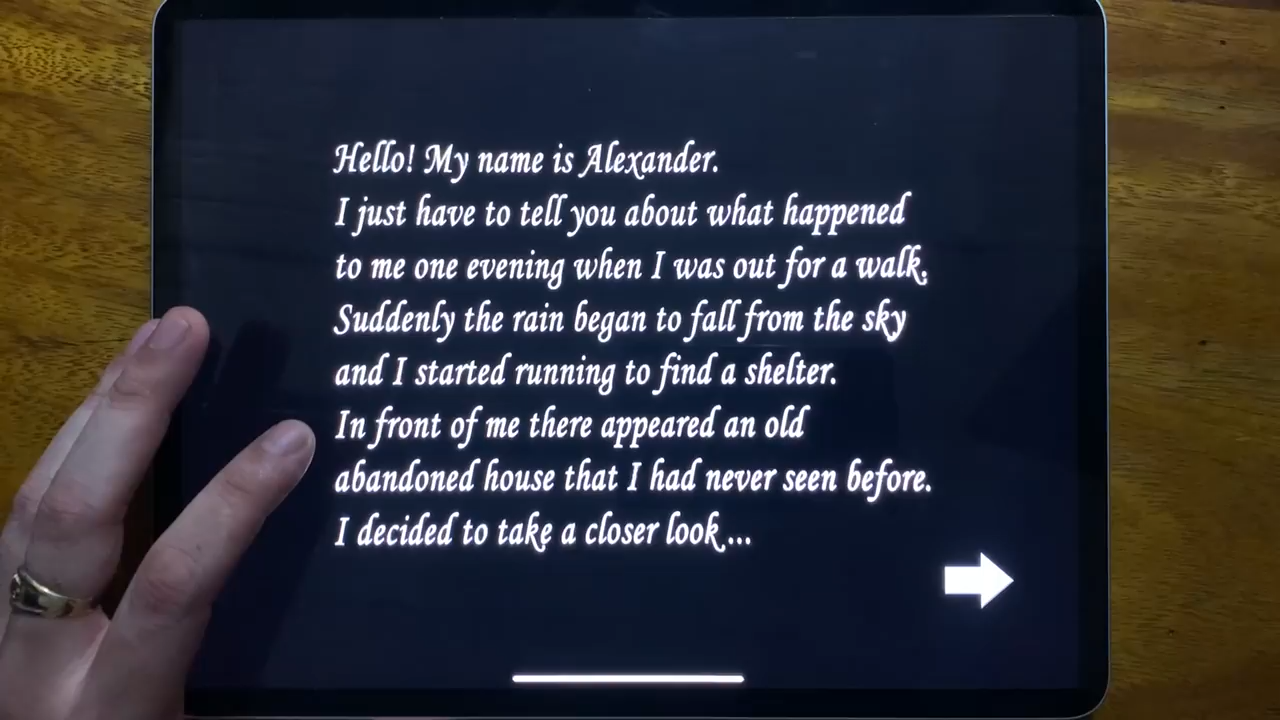 Hello! My name is Alexander.
I just have to tell you about what happened
to me one evening when I was out for a walk.
Suddenly the rain began to fall from the sky
and I started running to find a shelter.
In front of me there appeared an old
abandoned house that I had never seen before.
I decided to take a closer look...